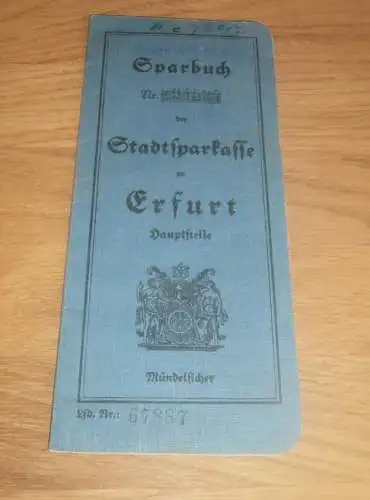 Sparbuch
Nr.
der
Stadtsparkasse
zu
Erfurt
Hauptstelle
Mündelsicher
Lfd. Nr.: 67887